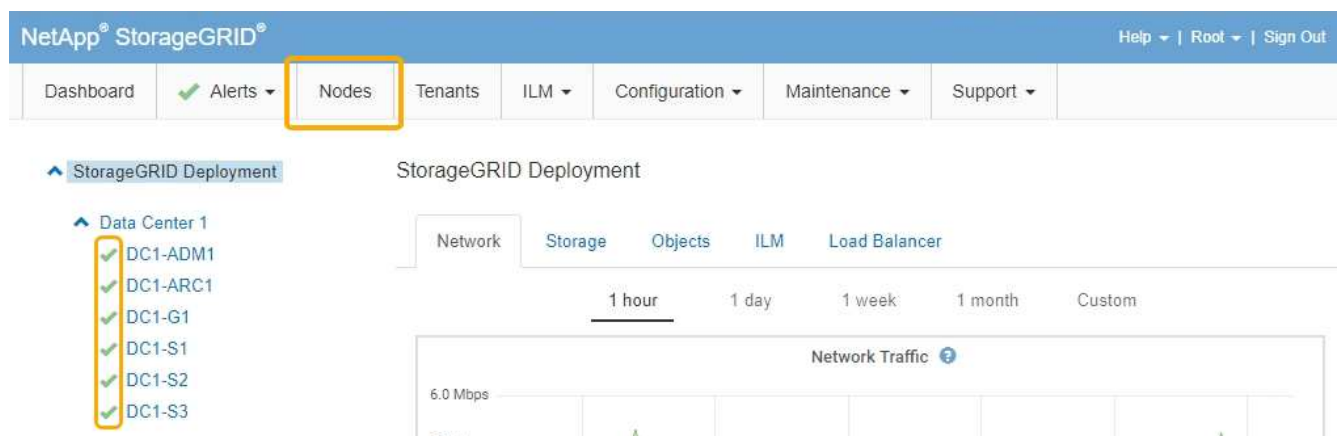 NetApp® StorageGRID®
Help | Root | Sign Out
Dashboard Alerts Nodes Tenants ILM Configuration Maintenance Support
StorageGRID Deployment
StorageGRID Deployment
Data Center 1
DC1-ADM1
DC1-ARC1
DC1-G1
DC1-S1
DC1-S2
DC1-S3
Network Storage Objects ILM Load Balancer
1 hour 1 day 1 week 1 month Custom
Network Traffic
6.0 Mbps